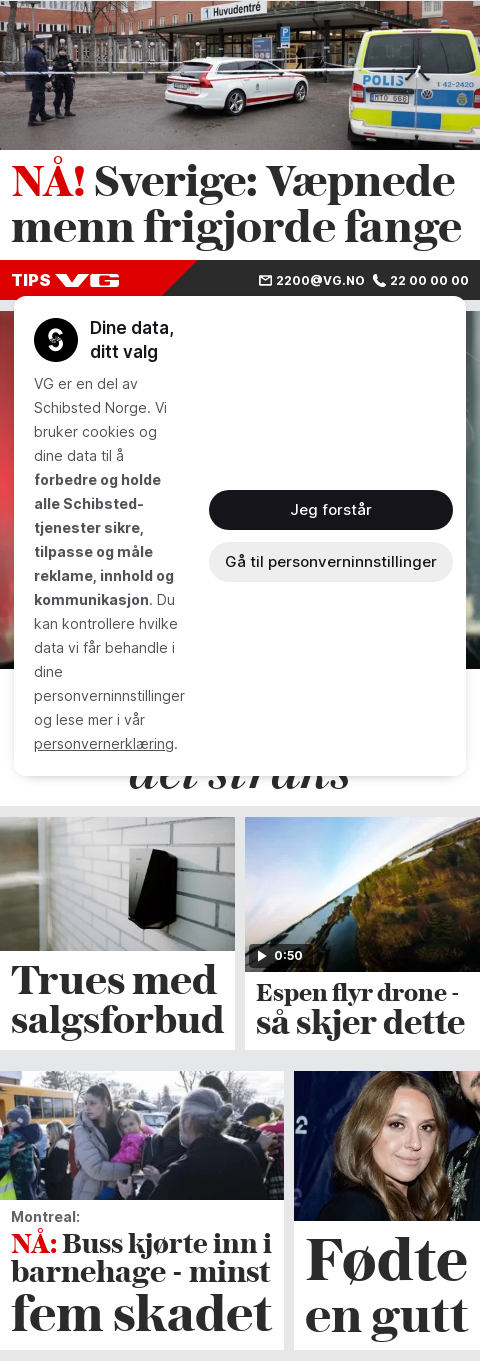 Huvudentré
P
POLIS
1 42-2420
MTO 668
NÅ! Sverige: Væpnede
menn frigjorde fange
TIPS VG
2200@VG.NO
22 00 00 00
Dine data,
ditt valg
VG er en del av
Schibsted Norge. Vi
bruker cookies og
dine data til å
forbedre og holde
alle Schibsted-
tjenester sikre,
tilpasse og måle
reklame, innhold og
kommunikasjon. Du
kan kontrollere hvilke
data vi får behandle i
dine
personverninnstillinger
og lese mer i vår
personvernerklæring.
Jeg forstår
Gå til personverninnstillinger
det straks
0:50
Trues med
salgsforbud
Espen flyr drone -
så skjer dette
Montreal:
NÅ: Buss kjørte inn i
barnehage - minst
fem skadet
Fødte
en gutt